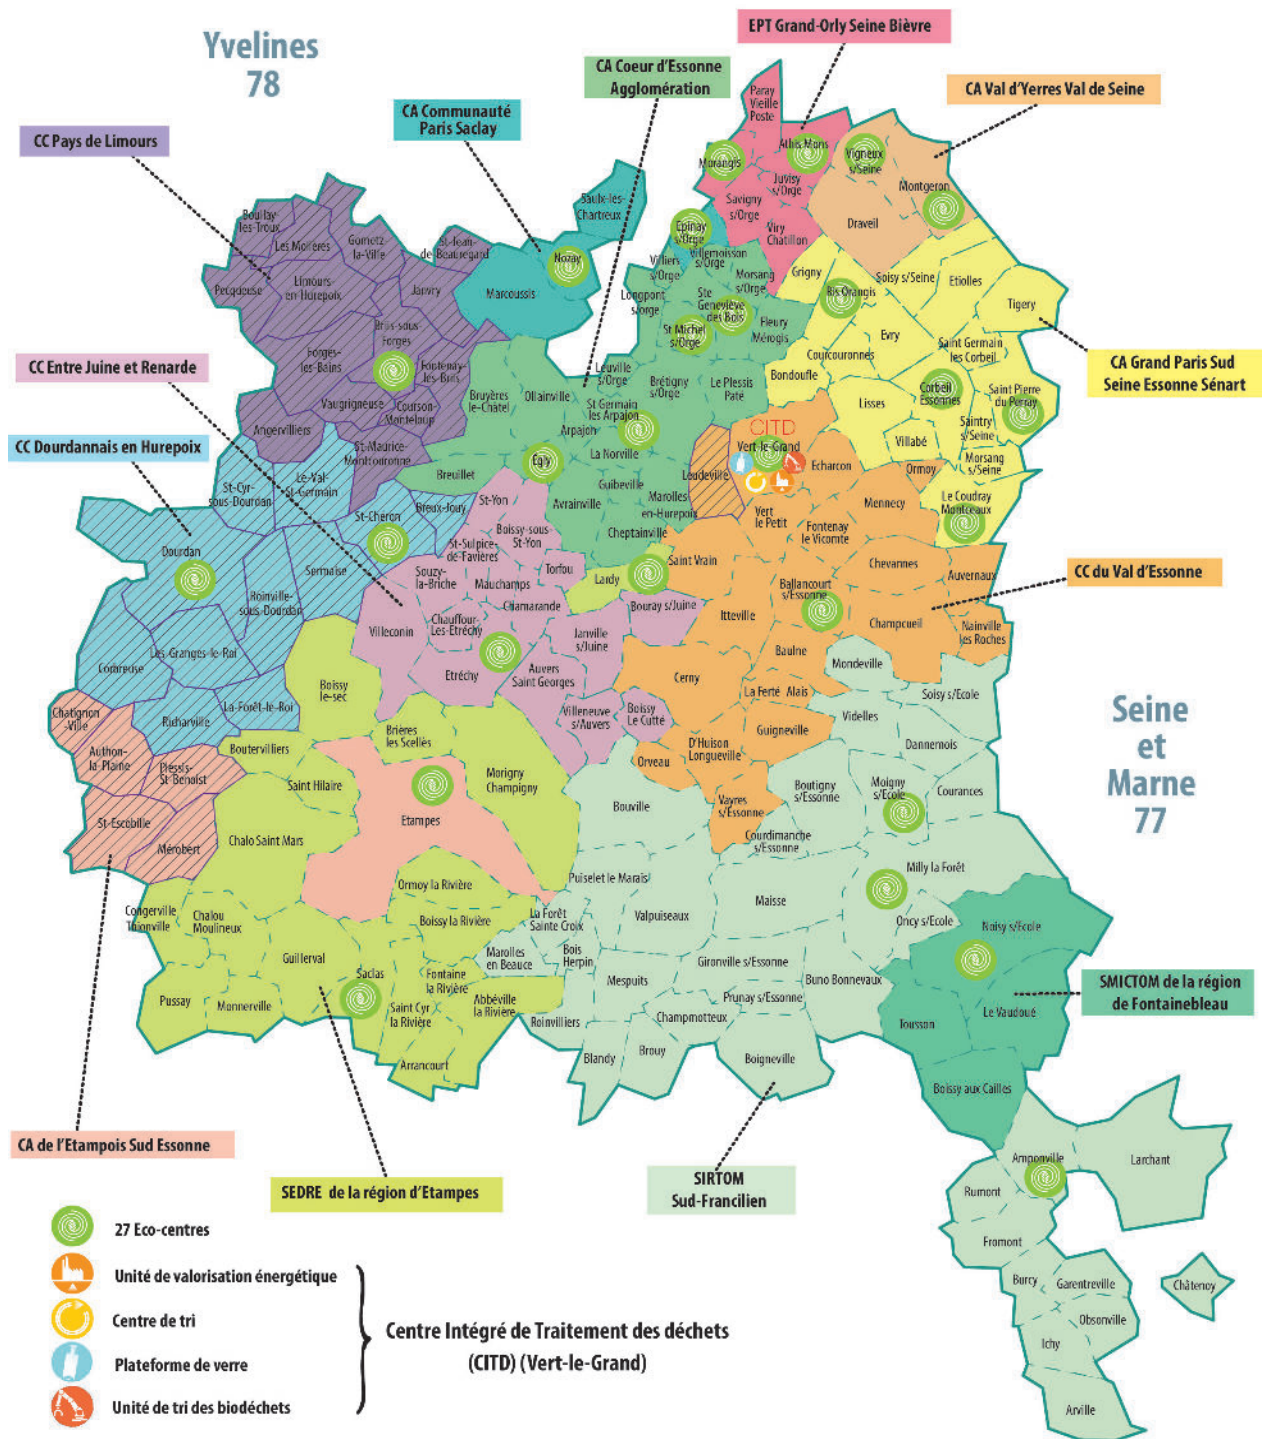 Yvelines
78
EPT Grand-Orly Seine Bièvre
CA Coeur d'Essonne
Agglomération
CA Val d'Yerres Val de Seine
CA Communauté
Paris Saclay
CC Pays de Limours
CC Entre Juine et Renarde
CC Dourdannais en Hurepoix
CA Grand Paris Sud
Seine Essonne Sénart
CC du Val d'Essonne
Seine
et
Marne
77
SMICTOM de la région
de Fontainebleau
CA de l'Etampois Sud Essonne
SEDRE de la région d'Etampes
SIRTOM
Sud-Francilien
Paray
Vieille
Poste
Athis Mons
Morangis
Juvisy
s/Orge
Savigny
s/Orge
Viry
Chatillon
Vigneux
s/Seine
Montgeron
Draveil
Saulx-les-
Chartreux
Nozay
Marcoussis
Epinay
s/Orge
Villemoisson
s/Orge
Villiers
s/Orge
Morsang
s/Orge
Longpont
s/orge
Ste
Geneviève
des Bois
St Michel
s/Orge
Fleury
Mérogis
Grigny
Ris Orangis
Soisy s/Seine
Etiolles
Tigery
Evry
Courcouronnes
Saint Germain
les Corbeil
Bondoufle
Lisses
Corbeil
Essonnes
Saint Pierre
du Perray
Saintry
s/Seine
Villabé
Morsang
s/Seine
Le Coudray
Montceaux
Boullay-
les-Troux
Les Molières
Gometz-
la-Ville
St-Jean-
de-Beauregard
Pecqueuse
Limours-
en-Hurepoix
Janvry
Briis-sous-
Forges
Forges-
les-Bains
Fontenay-
les-Briis
Vaugrigneuse
Courson-
Monteloup
Angervilliers
St-Maurice-
Montcouronne
Bruyères
le-Châtel
Ollainville
Leuville
s/Orge
Brétigny
s/Orge
Le Plessis
Paté
St Germain
les Arpajon
Arpajon
La Norville
Egly
Breuillet
Guibeville
Avrainville
Marolles
en-Hurepoix
Cheptainville
Leudeville
CITD
Vert-le-Grand
Echarcon
Ormoy
Mennecy
Vert
le Petit
Fontenay
le Vicomte
Chevannes
Auvernaux
Saint Vrain
Ballancourt
s/Essonne
Itteville
Champcueil
Nainville
les Roches
Baulne
Cerny
La Ferté Alais
Guigneville
D'Huison
Longueville
Orveau
Vayres
s/Essonne
St-Cyr-
sous-Dourdan
Le-Val-
St-Germain
St-Cheron
Breux-Jouy
Dourdan
Sermaise
Roinville-
sous-Dourdan
Les-Granges-le-Roi
Corbreuse
La-Forêt-le-Roi
Richarville
St-Yon
Boissy-sous-
St-Yon
St-Sulpice-
de-Favières
Souzy-
la-Briche
Mauchamps
Torfou
Lardy
Bouray s/Juine
Chamarande
Villeconin
Chauffour-
Les-Etréchy
Janville
s/Juine
Etréchy
Auvers
Saint Georges
Villeneuve
s/Auvers
Boissy
Le Cutté
Chatignon
-Ville
Authon-
la-Plaine
Plessis-
St-Benoist
St-Escobille
Mérobert
Boissy
le-sec
Boutervilliers
Brières
les Scellès
Saint Hilaire
Morigny
Champigny
Etampes
Chalo Saint Mars
Ormoy la Rivière
Congerville
Thionville
Chalou
Moulineux
Boissy la Rivière
Guillerval
Saclas
Fontaine
la Rivière
Pussay
Monnerville
Saint Cyr
la Rivière
Abbéville
la Rivière
Arrancourt
Mondeville
Soisy s/Ecole
Videlles
Dannemois
Boutigny
s/Essonne
Moigny
s/Ecole
Courances
Bouville
Courdimanche
s/Essonne
Milly la Forêt
Puiselet le Marais
Maisse
Oncy s/Ecole
La Forêt
Sainte Croix
Valpuiseaux
Marolles
en Beauce
Bois
Herpin
Mespuits
Gironville s/Essonne
Buno Bonnevaux
Prunay s/Essonne
Roinvilliers
Champmotteux
Blandy
Brouy
Boigneville
Noisy s/Ecole
Le Vaudoué
Tousson
Boissy aux Cailles
Amponville
Larchant
Rumont
Fromont
Burcy
Garentreville
Châtenoy
Obsonville
Ichy
Arville
27 Eco-centres
Unité de valorisation énergétique
Centre de tri
Plateforme de verre
Unité de tri des biodéchets
Centre Intégré de Traitement des déchets
(CITD) (Vert-le-Grand)